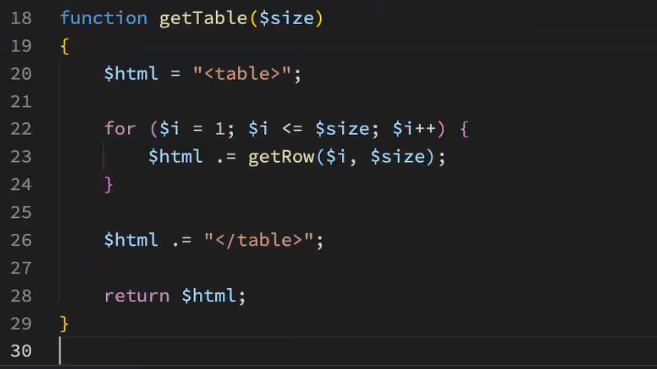 18 function getTable($size)
19 {
20     $html = "<table>";
21
22     for ($i = 1; $i <= $size; $i++) {
23         $html .= getRow($i, $size);
24     }
25
26     $html .= "</table>";
27
28     return $html;
29 }
30